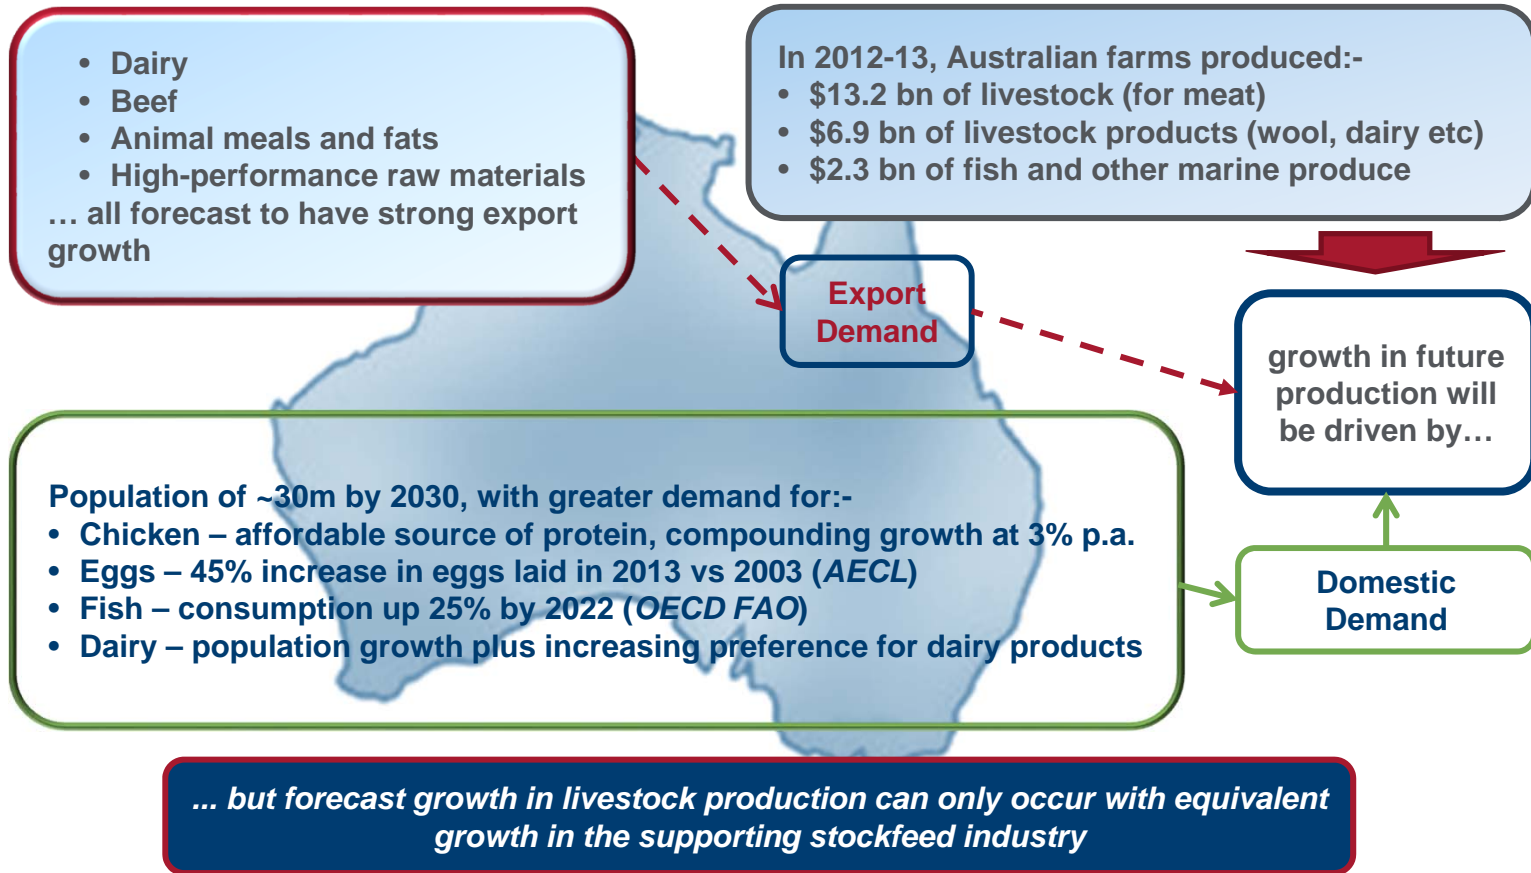 • Dairy
• Beef
• Animal meals and fats
• High-performance raw materials
… all forecast to have strong export
growth
In 2012-13, Australian farms produced:-
• $13.2 bn of livestock (for meat)
• $6.9 bn of livestock products (wool, dairy etc)
• $2.3 bn of fish and other marine produce
Export
Demand
growth in future
production will
be driven by…
Population of ~30m by 2030, with greater demand for:-
• Chicken – affordable source of protein, compounding growth at 3% p.a.
• Eggs – 45% increase in eggs laid in 2013 vs 2003 (AECL)
• Fish – consumption up 25% by 2022 (OECD FAO)
• Dairy – population growth plus increasing preference for dairy products
Domestic
Demand
... but forecast growth in livestock production can only occur with equivalent
growth in the supporting stockfeed industry